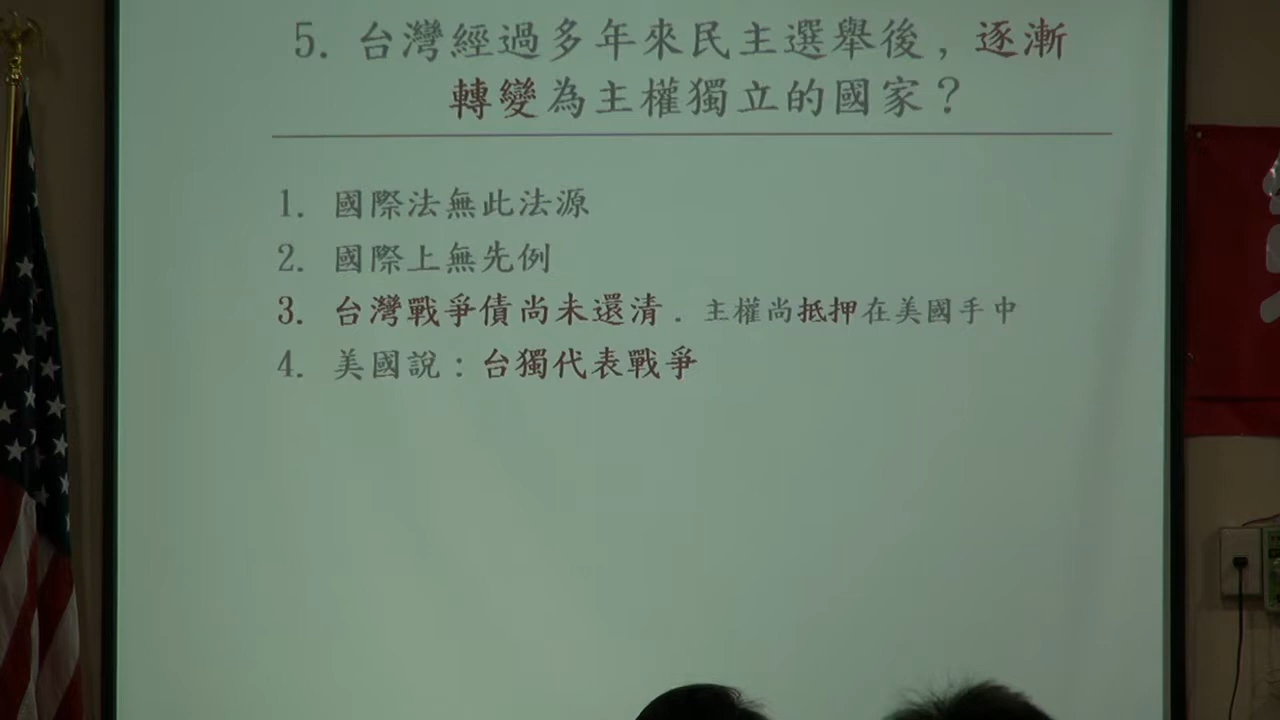 5. 台灣經過多年來民主選舉後，逐漸
轉變為主權獨立的國家？
1. 國際法無此法源
2. 國際上無先例
3. 台灣戰爭債尚未還清．主權尚抵押在美國手中
4. 美國說：台獨代表戰爭